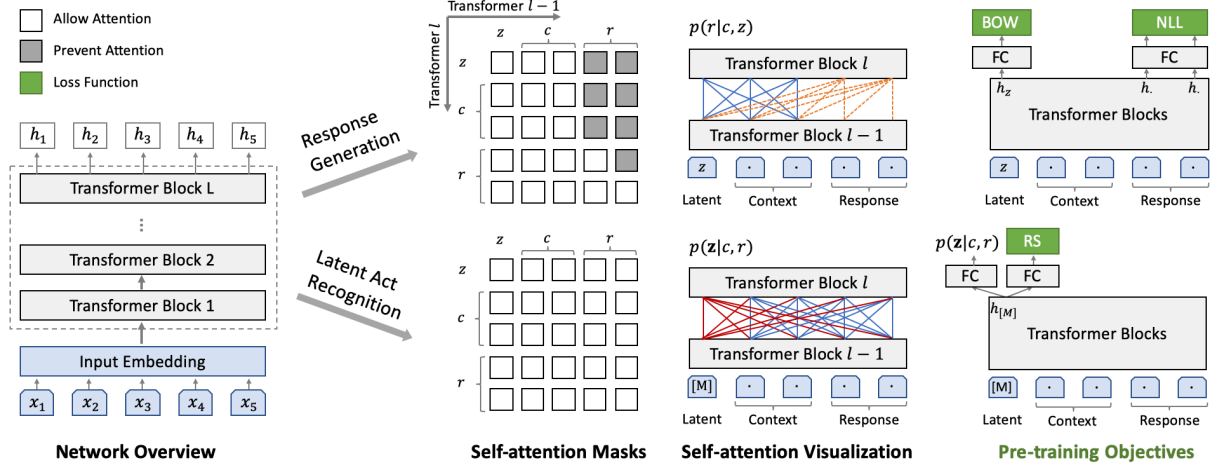 Allow Attention
Prevent Attention
Loss Function
h1 h2 h3 h4 h5
Transformer Block L
⋮
Transformer Block 2
Transformer Block 1
Input Embedding
x1 x2 x3 x4 x5
Network Overview
Response
Generation
Latent Act
Recognition
Transformer l − 1
Transformer l
z c r
z
c
r
z c r
z
c
r
Self-attention Masks
p(r|c, z)
Transformer Block l
Transformer Block l − 1
z · · · ·
Latent Context Response
p(z|c, r)
Transformer Block l
Transformer Block l − 1
[M] · · · ·
Latent Context Response
Self-attention Visualization
BOW NLL
FC FC
hz h. h.
Transformer Blocks
z · · · ·
Latent Context Response
p(z|c, r) RS
FC FC
h[M]
Transformer Blocks
[M] · · · ·
Latent Context Response
Pre-training Objectives